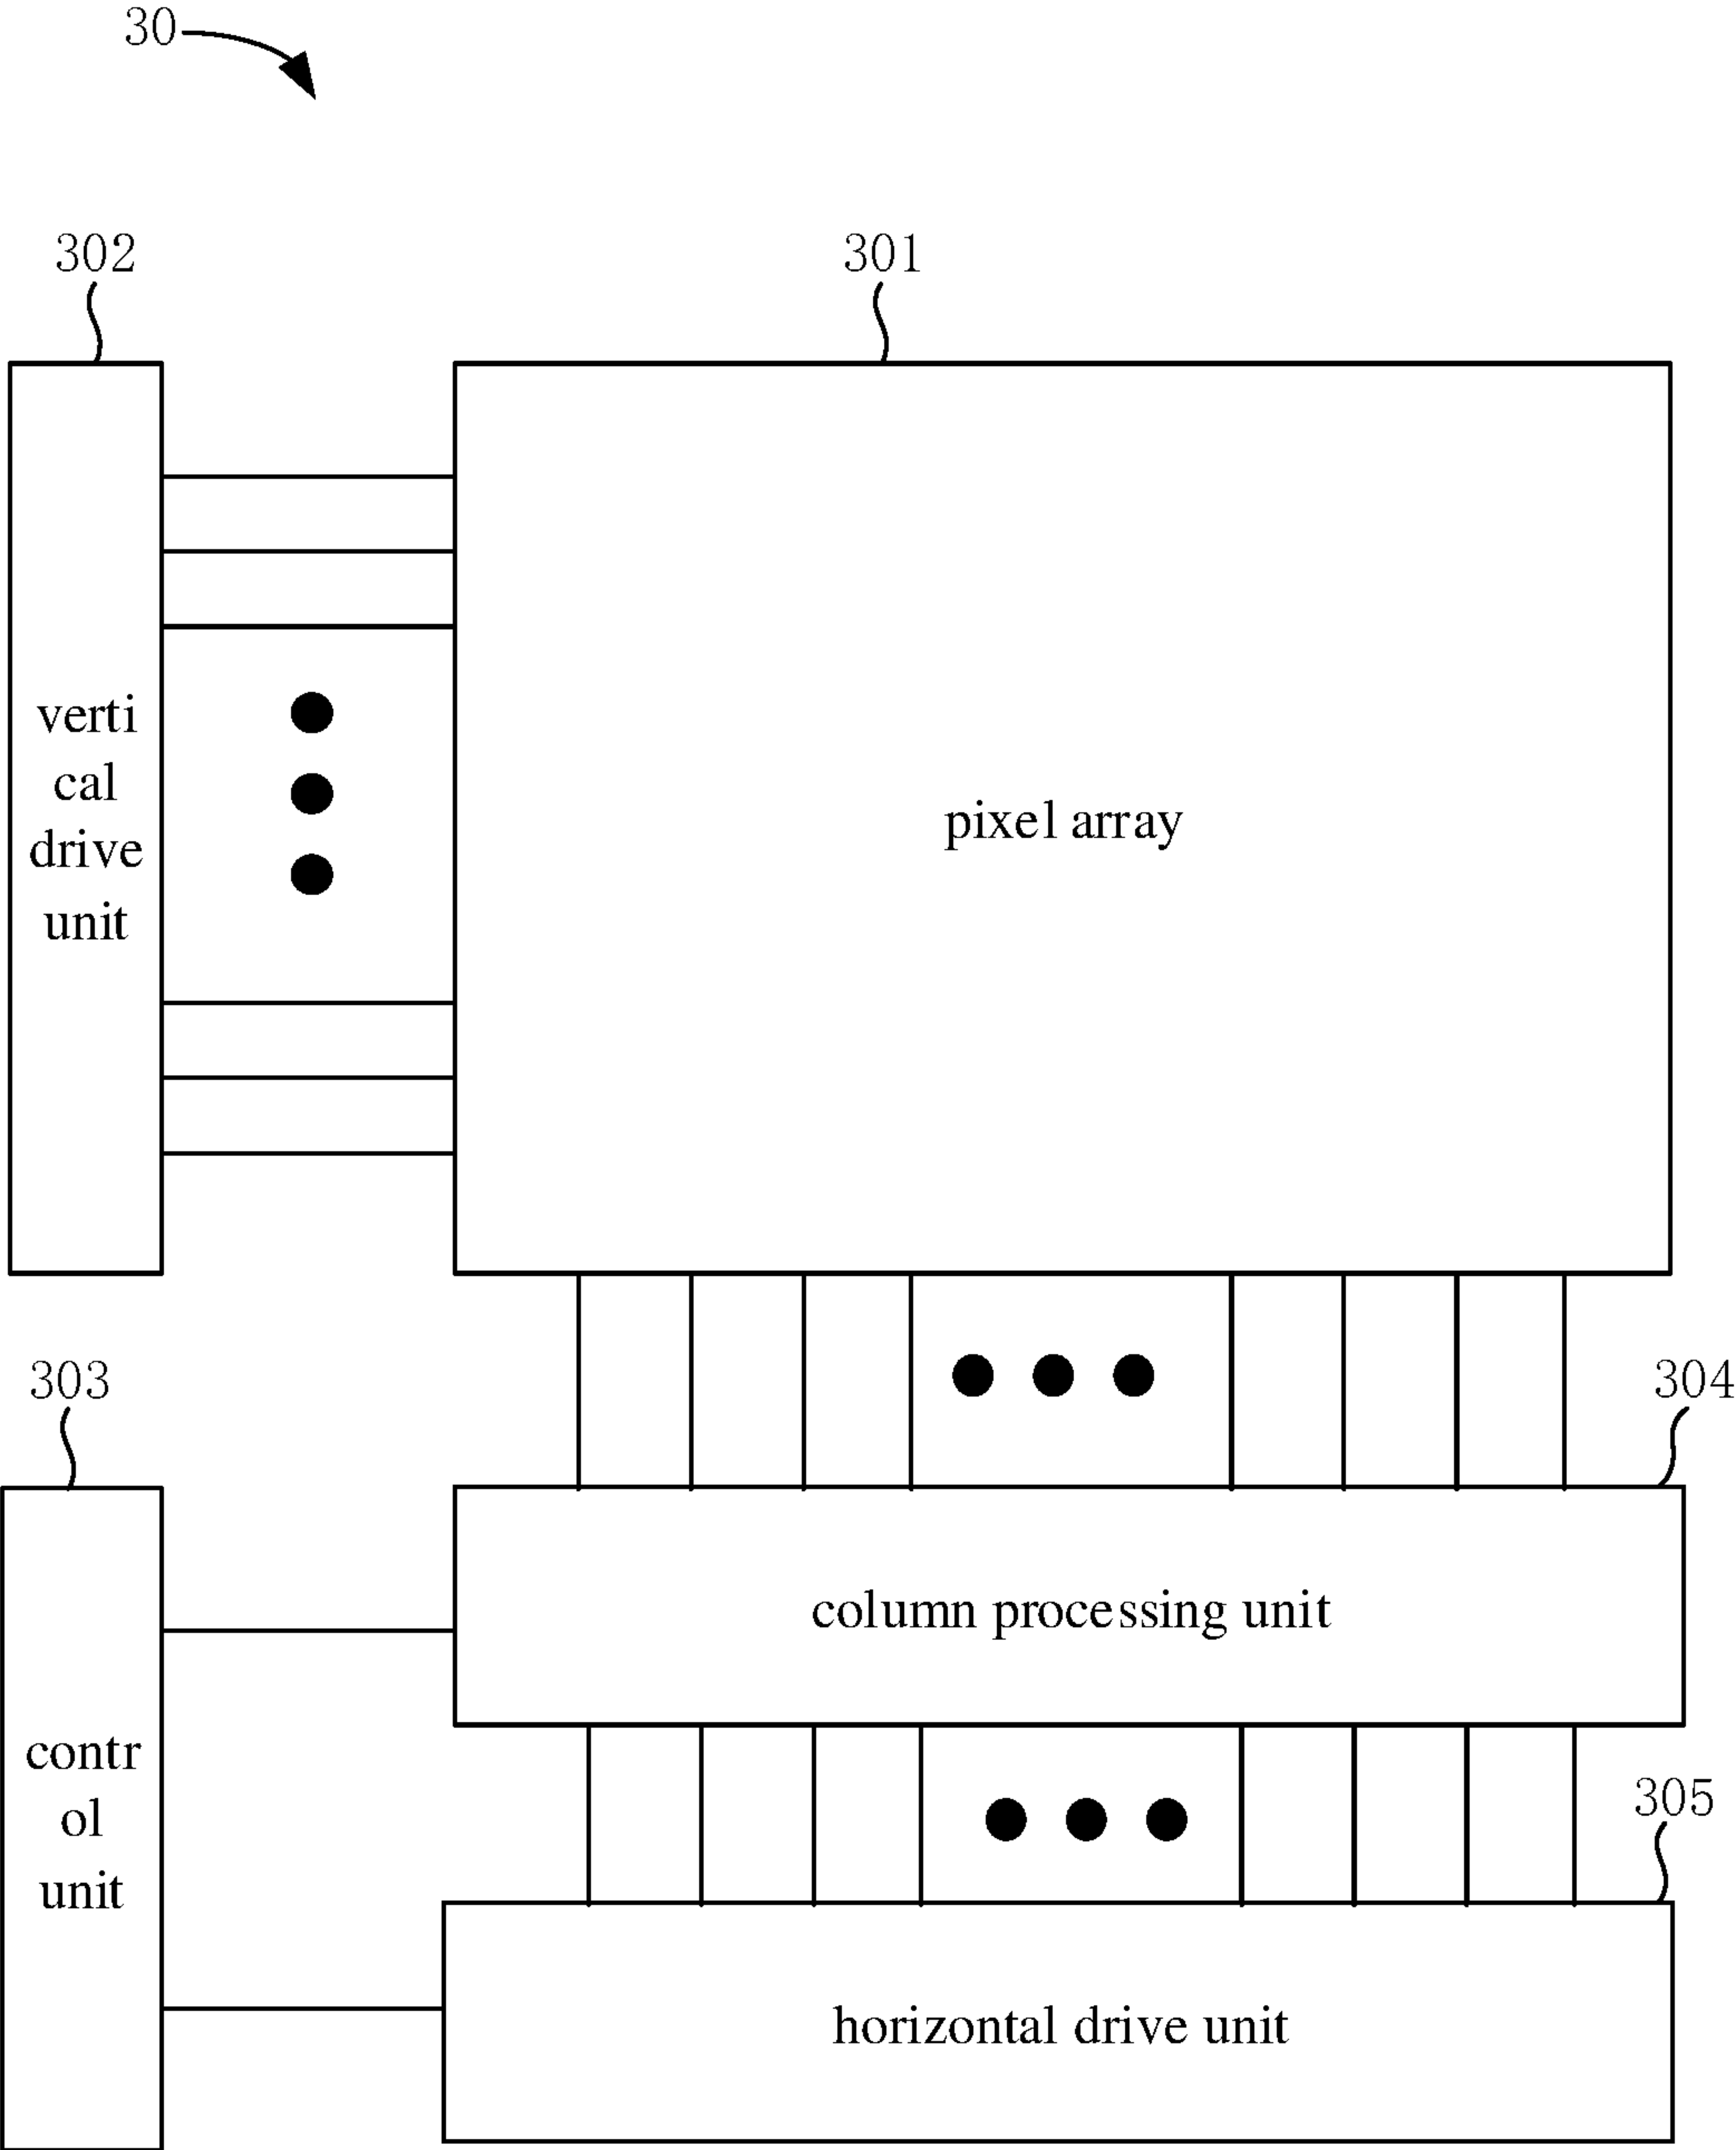 30
302
301
verti
cal
drive
unit
pixel array
303
304
column processing unit
contr
ol
unit
305
horizontal drive unit